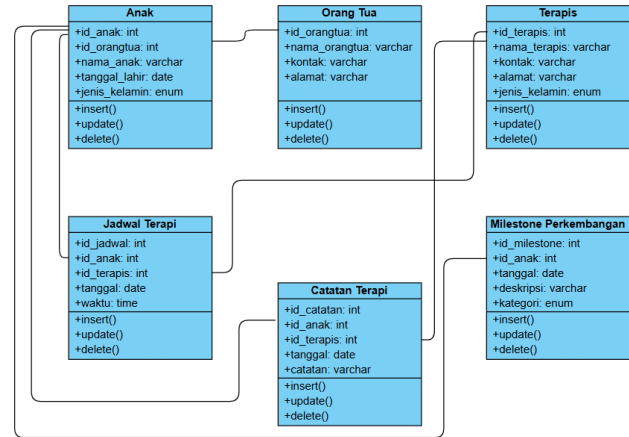 Anak
+id_anak: int
+id_orangtua: int
+nama_anak: varchar
+tanggal_lahir: date
+jenis_kelamin: enum
+insert()
+update()
+delete()
Orang Tua
+id_orangtua: int
+nama_orangtua: varchar
+kontak: varchar
+alamat: varchar
+insert()
+update()
+delete()
Terapis
+id_terapis: int
+nama_terapis: varchar
+kontak: varchar
+alamat: varchar
+jenis_kelamin: enum
+insert()
+update()
+delete()
Jadwal Terapi
+id_jadwal: int
+id_anak: int
+id_terapis: int
+tanggal: date
+waktu: time
+insert()
+update()
+delete()
Catatan Terapi
+id_catatan: int
+id_anak: int
+id_terapis: int
+tanggal: date
+catatan: varchar
+insert()
+update()
+delete()
Milestone Perkembangan
+id_milestone: int
+id_anak: int
+tanggal: date
+deskripsi: varchar
+kategori: enum
+insert()
+update()
+delete()